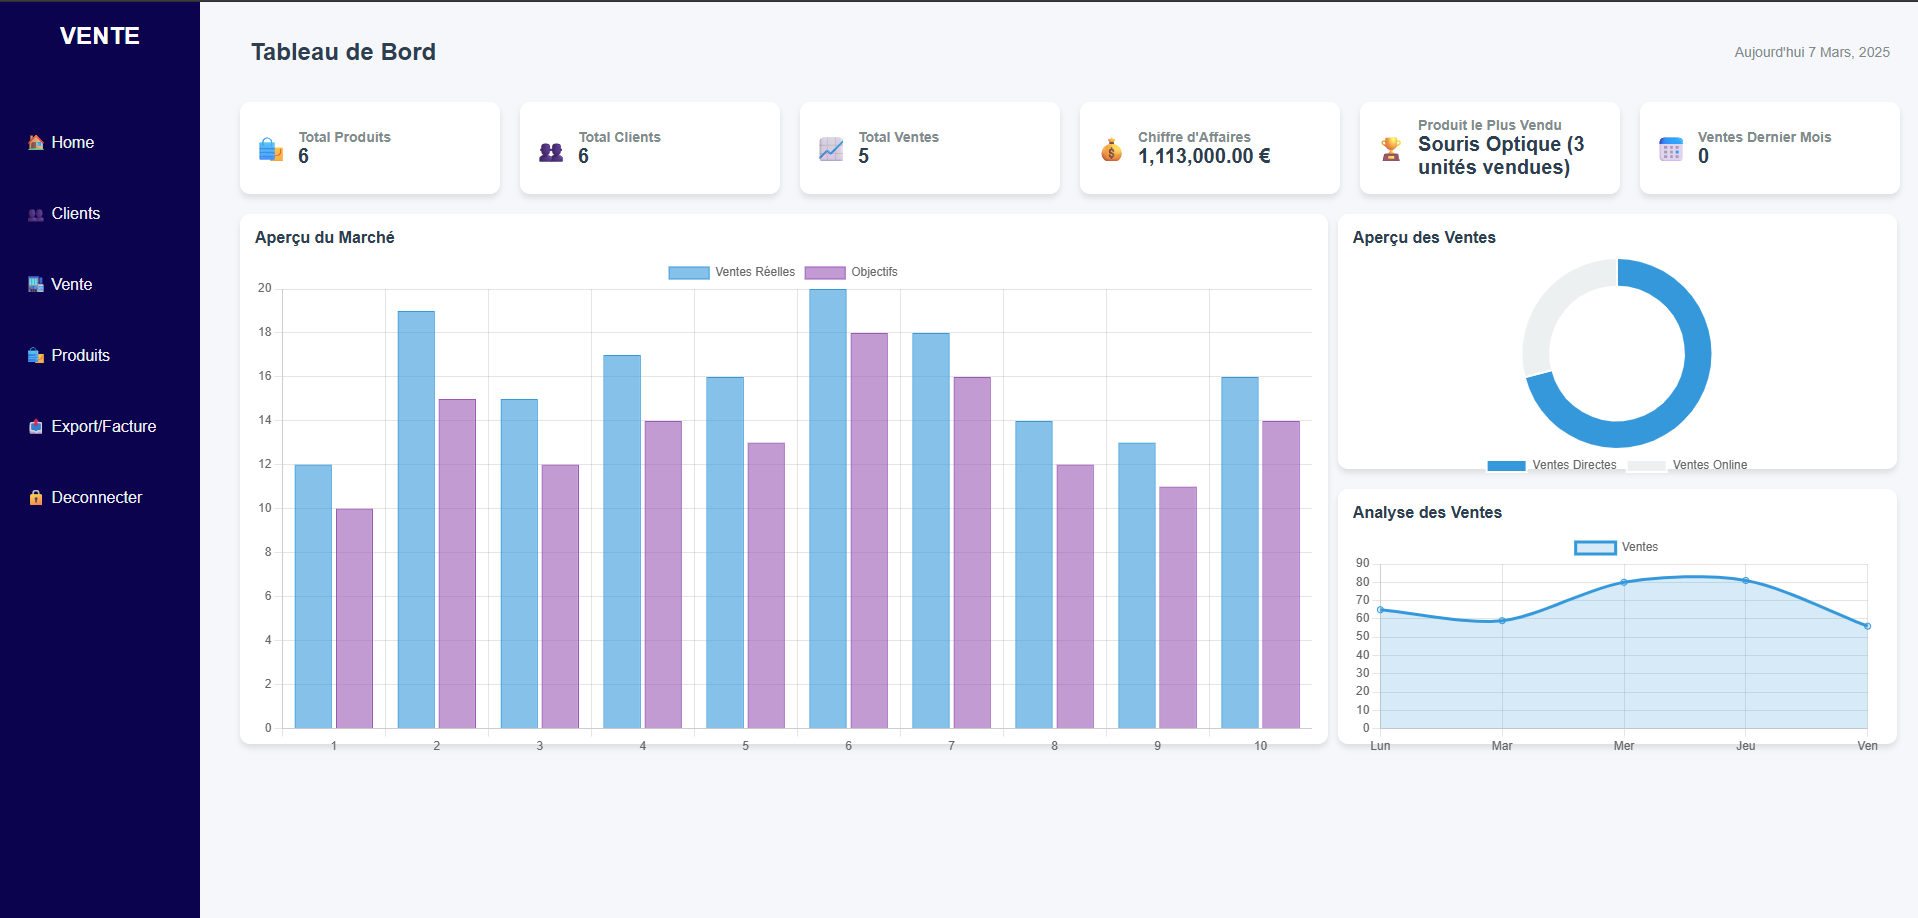 VENTE
Home
Clients
Vente
Produits
Export/Facture
Deconnecter
Tableau de Bord
Aujourd'hui 7 Mars, 2025
Total Produits
6
Total Clients
6
Total Ventes
5
Chiffre d'Affaires
1,113,000.00 €
Produit le Plus Vendu
Souris Optique (3
unités vendues)
Ventes Dernier Mois
0
Aperçu du Marché
Ventes Réelles Objectifs
20
18
16
14
12
10
8
6
4
2
0
1 2 3 4 5 6 7 8 9 10
Aperçu des Ventes
Ventes Directes Ventes Online
Analyse des Ventes
Ventes
90
80
70
60
50
40
30
20
10
0
Lun Mar Mer Jeu Ven